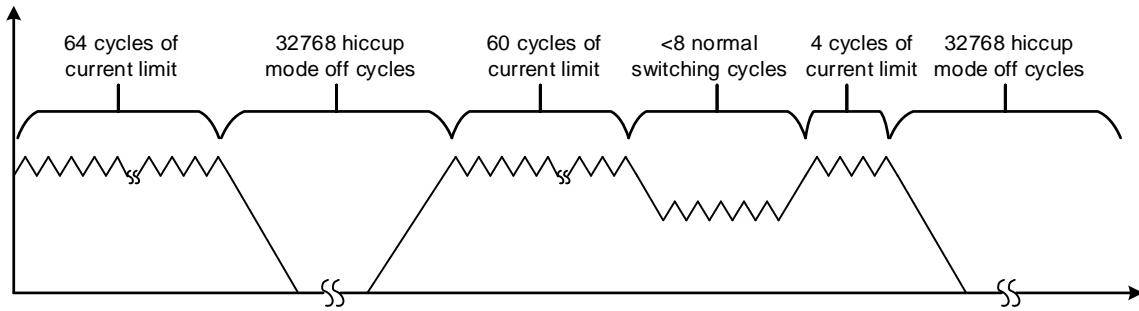 64 cycles of
current limit
32768 hiccup
mode off cycles
60 cycles of
current limit
<8 normal
switching cycles
4 cycles of
current limit
32768 hiccup
mode off cycles